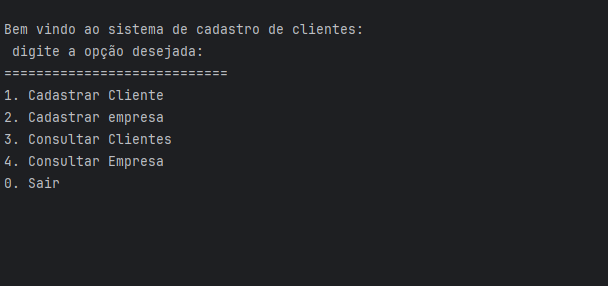 Bem vindo ao sistema de cadastro de clientes:
digite a opção desejada:
============================
1. Cadastrar Cliente
2. Cadastrar empresa
3. Consultar Clientes
4. Consultar Empresa
0. Sair